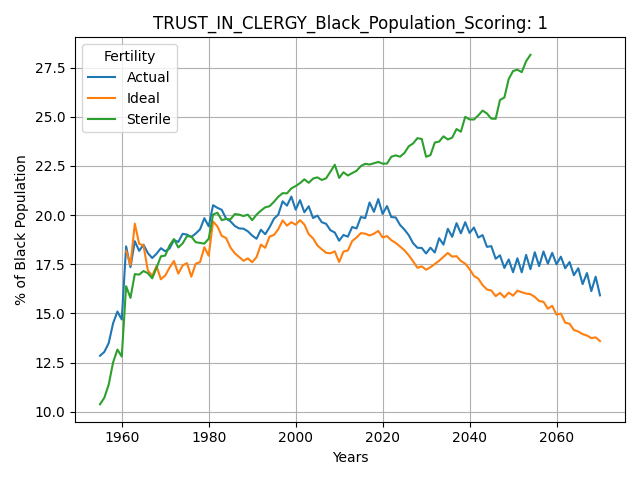 TRUST_IN_CLERGY_Black_Population_Scoring: 1
Fertility
Actual
Ideal
Sterile
% of Black Population
27.5
25.0
22.5
20.0
17.5
15.0
12.5
10.0
1960
1980
2000
2020
2040
2060
Years